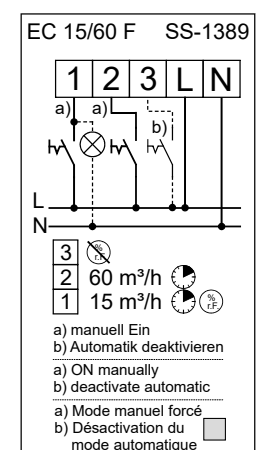 EC 15/60 F SS-1389
1 2 3 L N
a) a)
b)
L
N
3 % r.F.
2 60 m³/h
1 15 m³/h % r.F.
a) manuell Ein
b) Automatik deaktivieren
a) ON manually
b) deactivate automatic
a) Mode manuel forcé
b) Désactivation du
mode automatique